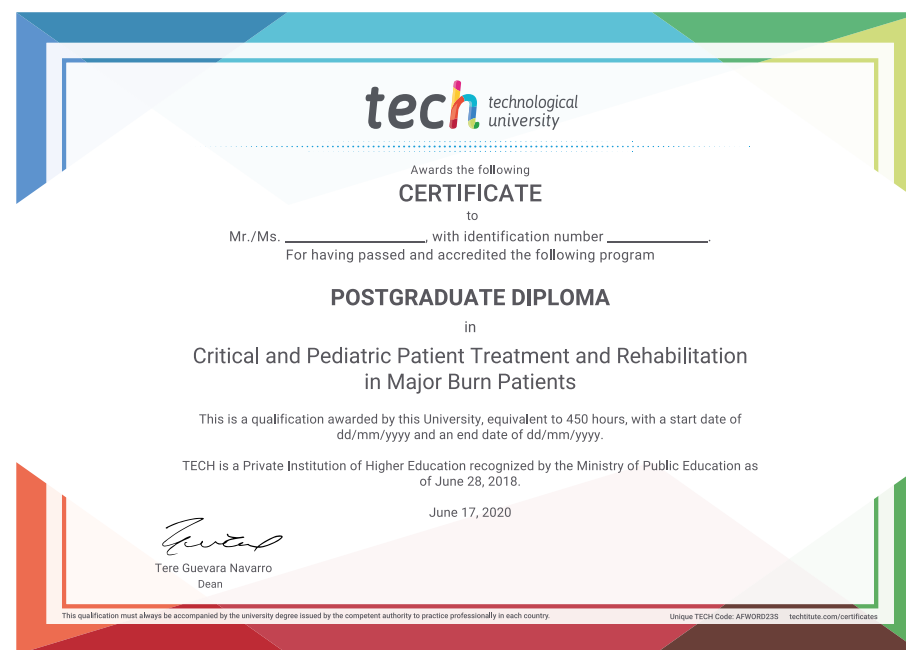 tech technological
university
Awards the following
CERTIFICATE
to
Mr./Ms. ____________________, with identification number _______________.
For having passed and accredited the following program
POSTGRADUATE DIPLOMA
in
Critical and Pediatric Patient Treatment and Rehabilitation
in Major Burn Patients
This is a qualification awarded by this University, equivalent to 450 hours, with a start date of
dd/mm/yyyy and an end date of dd/mm/yyyy.
TECH is a Private Institution of Higher Education recognized by the Ministry of Public Education as
of June 28, 2018.
June 17, 2020
Tere Guevara Navarro
Dean
This qualification must always be accompanied by the university degree issued by the competent authority to practice professionally in each country.
Unique TECH Code: AFWORD23S techtitute.com/certificates